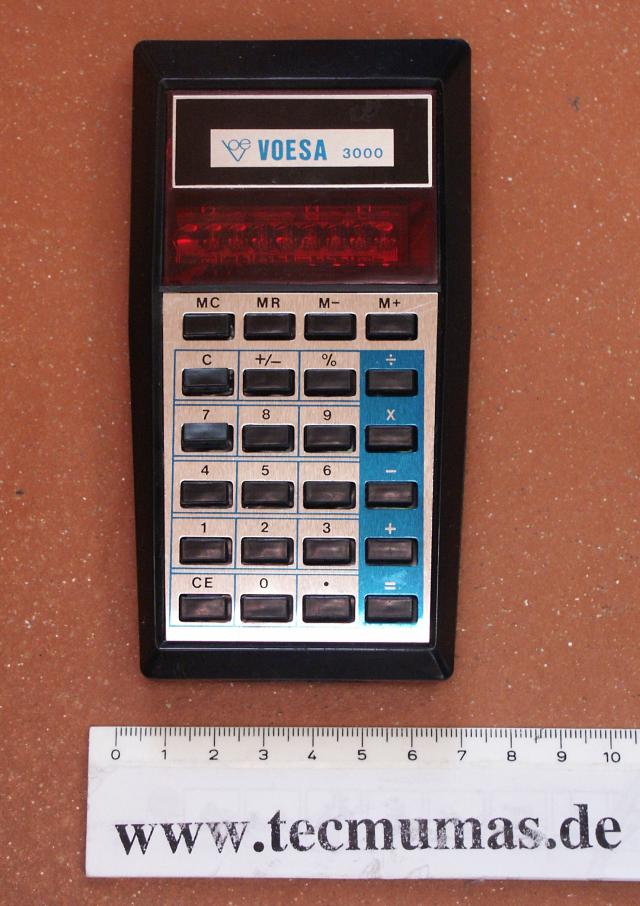 voe VOESA 3000
MC MR M− M+
C +/− % ÷
7 8 9 x
4 5 6 −
1 2 3 +
CE 0 • =
0 1 2 3 4 5 6 7 8 9 10
www.tecmumas.de